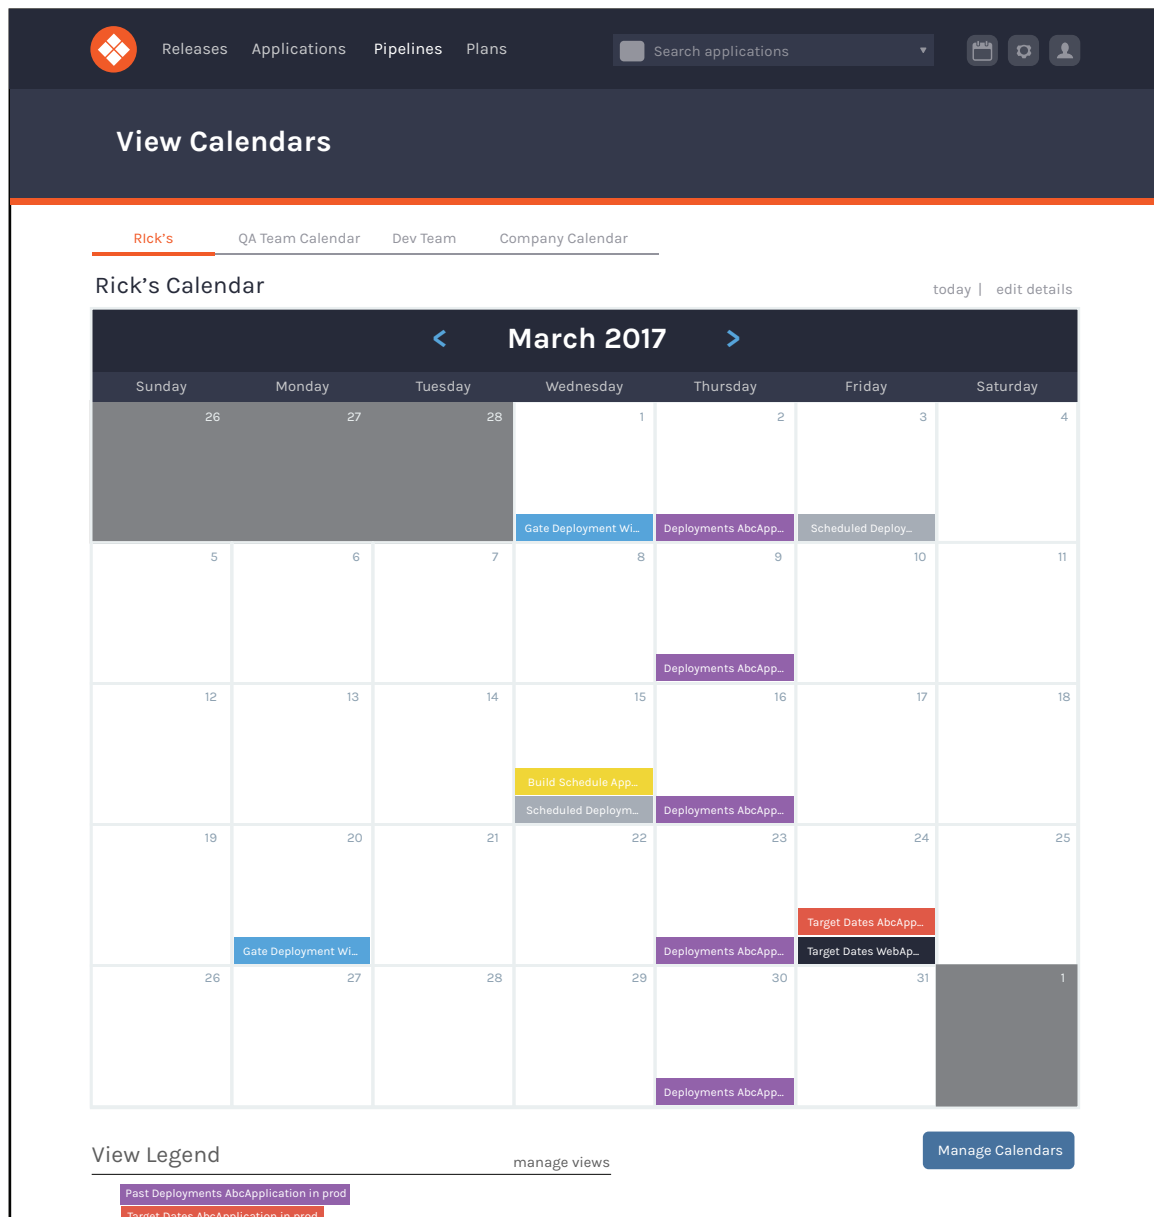 Releases Applications Pipelines Plans Search applications
View Calendars
RIck's QA Team Calendar Dev Team Company Calendar
Rick's Calendar today | edit details
< March 2017 >
Sunday Monday Tuesday Wednesday Thursday Friday Saturday
26 27 28 1 2 3 4
Gate Deployment Wi... Deployments AbcApp... Scheduled Deploy...
5 6 7 8 9 10 11
Deployments AbcApp...
12 13 14 15 16 17 18
Build Schedule App...
Scheduled Deploym... Deployments AbcApp...
19 20 21 22 23 24 25
Target Dates AbcApp...
Gate Deployment Wi... Deployments AbcApp... Target Dates WebAp...
26 27 28 29 30 31 1
Deployments AbcApp...
View Legend manage views Manage Calendars
Past Deployments AbcApplication in prod
Target Dates AbcApplication in prod